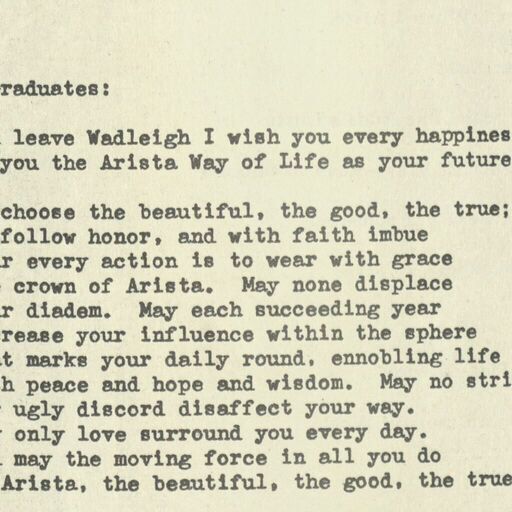 raduates:
leave Wadleigh I wish you every happines
you the Arista Way of Life as your future
choose the beautiful, the good, the true;
follow honor, and with faith imbue
r every action is to wear with grace
crown of Arista. May none displace
r diadem. May each succeeding year
crease your influence within the sphere
t marks your daily round, ennobling life
h peace and hope and wisdom. May no stri
ugly discord disaffect your way.
only love surround you every day.
may the moving force in all you do
Arista, the beautiful, the good, the true